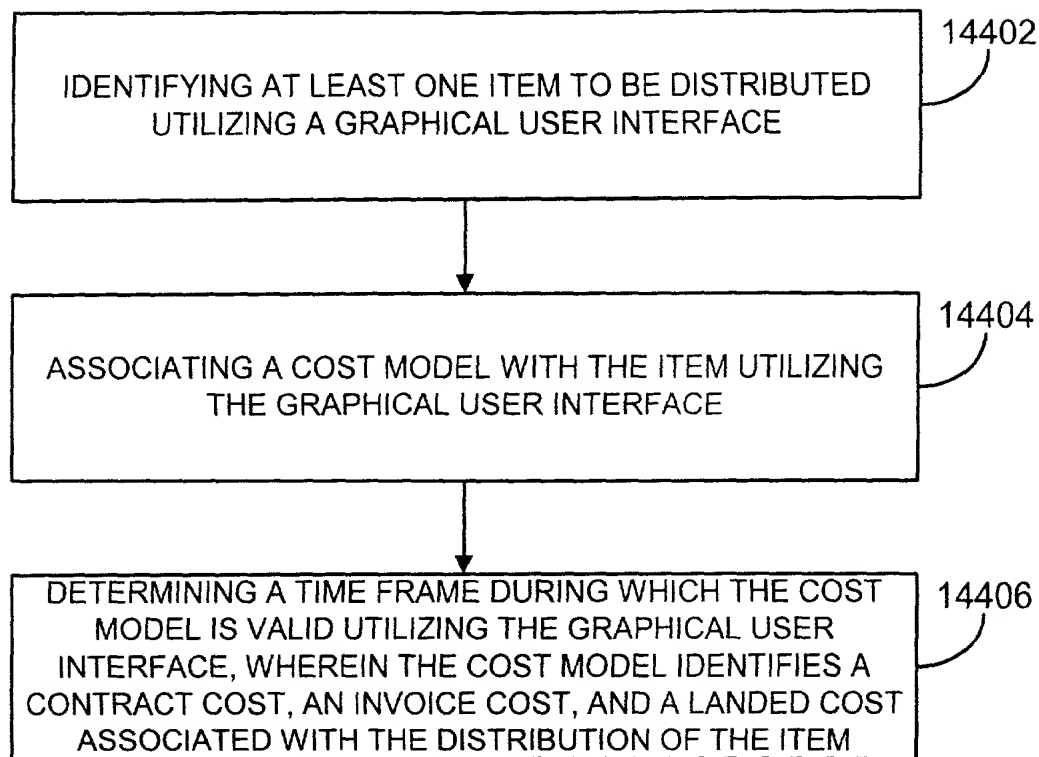 14402
IDENTIFYING AT LEAST ONE ITEM TO BE DISTRIBUTED
UTILIZING A GRAPHICAL USER INTERFACE
14404
ASSOCIATING A COST MODEL WITH THE ITEM UTILIZING
THE GRAPHICAL USER INTERFACE
14406
DETERMINING A TIME FRAME DURING WHICH THE COST
MODEL IS VALID UTILIZING THE GRAPHICAL USER
INTERFACE, WHEREIN THE COST MODEL IDENTIFIES A
CONTRACT COST, AN INVOICE COST, AND A LANDED COST
ASSOCIATED WITH THE DISTRIBUTION OF THE ITEM